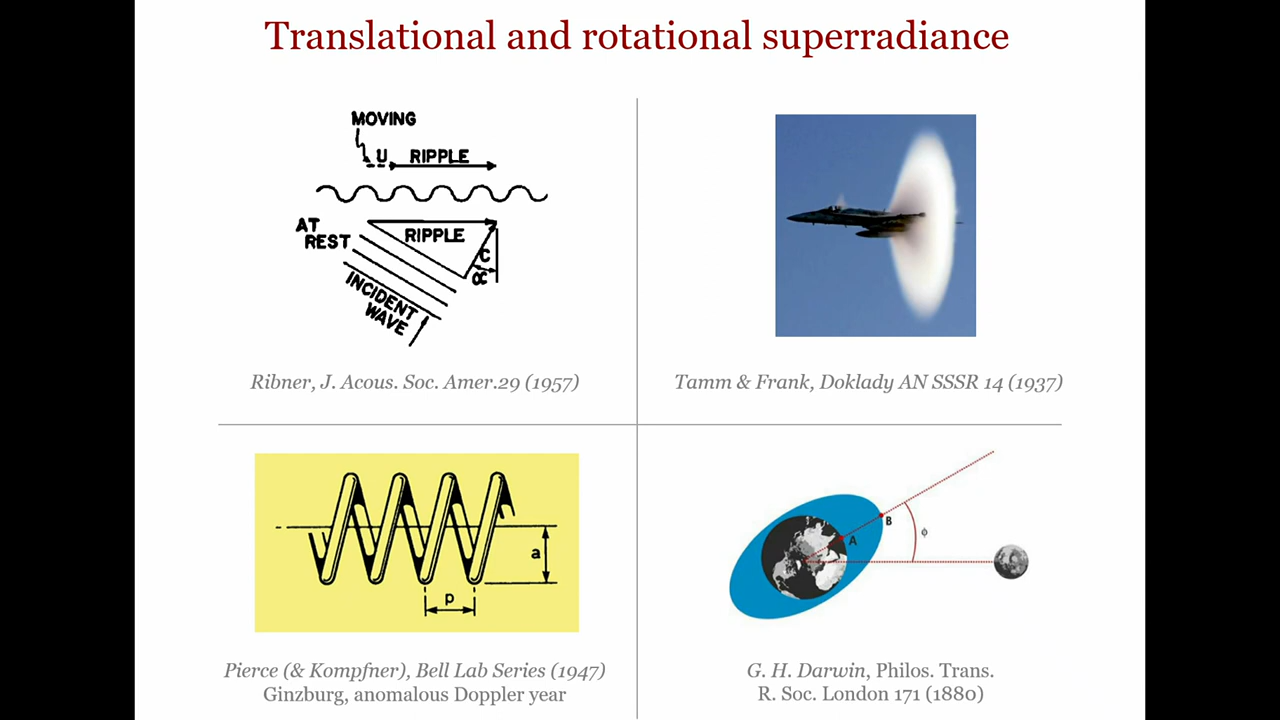 Translational and rotational superradiance
MOVING
U RIPPLE
AT
REST
RIPPLE
C
α
INCIDENT
WAVE
Ribner, J. Acous. Soc. Amer.29 (1957)
Tamm & Frank, Doklady AN SSSR 14 (1937)
a
p
A
B
ϕ
Pierce (& Kompfner), Bell Lab Series (1947)
Ginzburg, anomalous Doppler year
G. H. Darwin, Philos. Trans.
R. Soc. London 171 (1880)